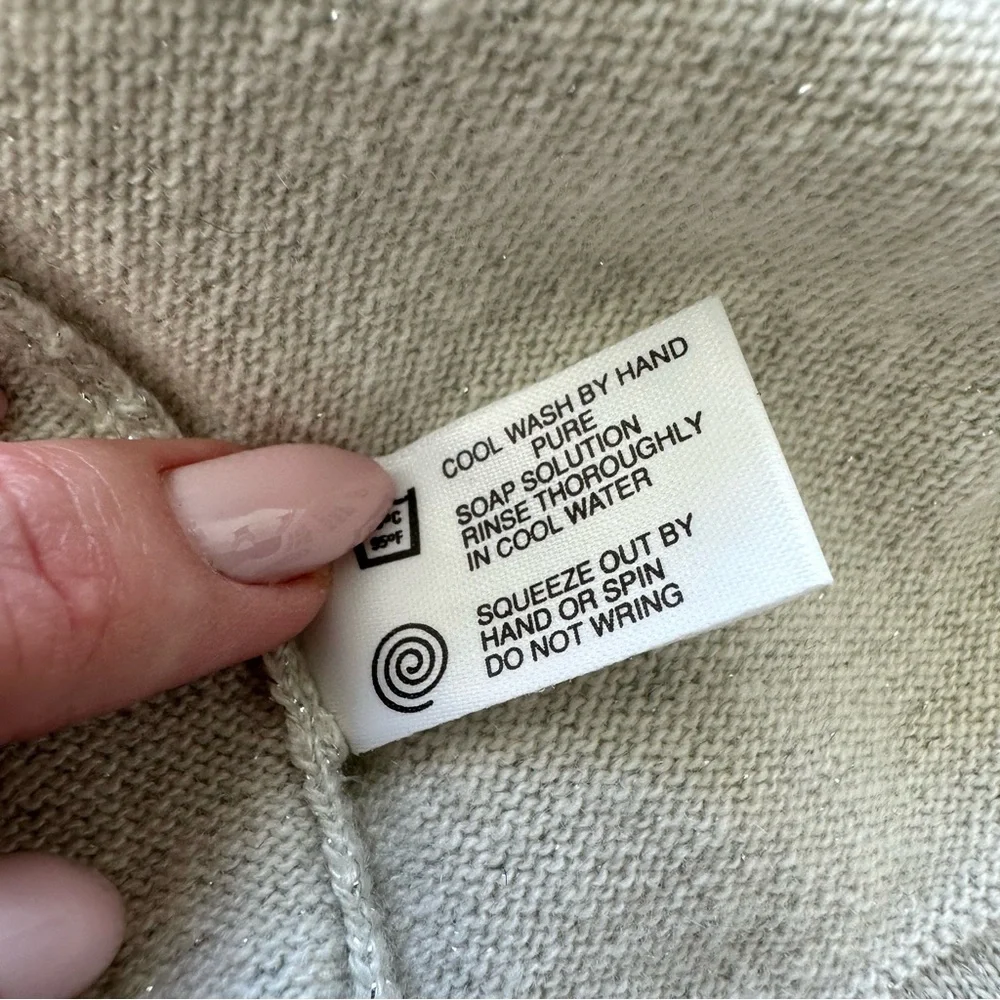 COOL WASH BY HAND
PURE
SOAP SOLUTION
RINSE THOROUGHLY
IN COOL WATER
°C
95°F
SQUEEZE OUT BY
HAND OR SPIN
DO NOT WRING